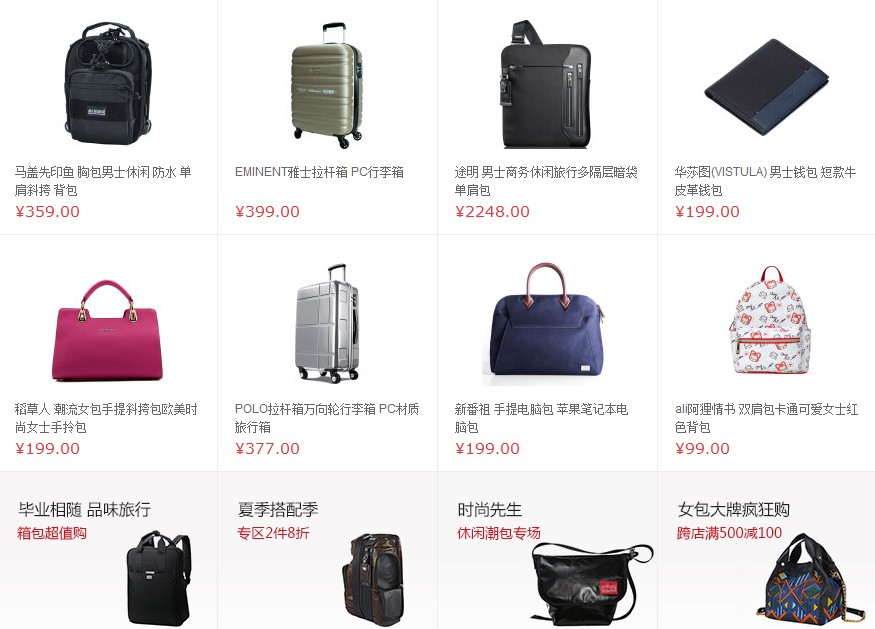 马盖先印鱼 胸包男士休闲 防水 单
肩斜挎 背包
¥359.00
EMINENT雅士拉杆箱 PC行李箱
¥399.00
途明 男士商务休闲旅行多隔层暗袋
单肩包
¥2248.00
华莎图(VISTULA) 男士钱包 短款牛
皮革钱包
¥199.00
稻草人 潮流女包手提斜挎包欧美时
尚女士手拎包
¥199.00
POLO拉杆箱万向轮行李箱 PC材质
旅行箱
¥377.00
新番祖 手提电脑包 苹果笔记本电
脑包
¥199.00
ali阿狸情书 双肩包卡通可爱女士红
色背包
¥99.00
毕业相随 品味旅行
箱包超值购
夏季搭配季
专区2件8折
时尚先生
休闲潮包专场
女包大牌疯狂购
跨店满500减100